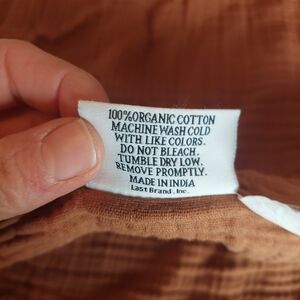 100%ORGANIC COTTON
MACHINE WASH COLD
WITH LIKE COLORS.
DO NOT BLEACH.
TUMBLE DRY LOW.
REMOVE PROMPTLY.
MADE IN INDIA
Last Brand, Inc.